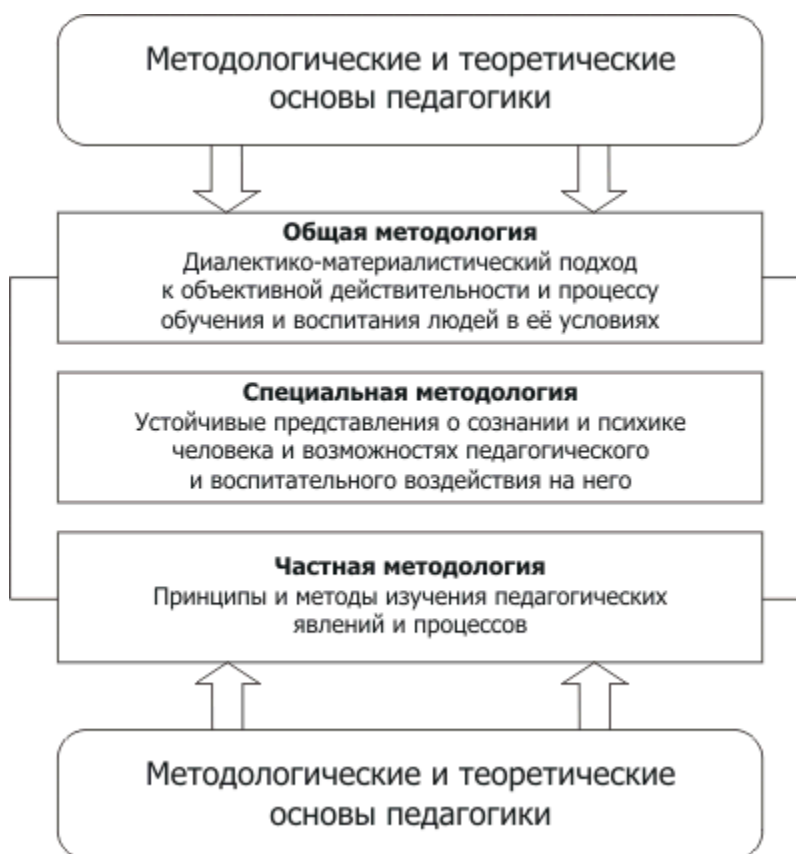 Методологические и теоретические
основы педагогики
Общая методология
Диалектико-материалистический подход
к объективной действительности и процессу
обучения и воспитания людей в её условиях
Специальная методология
Устойчивые представления о сознании и психике
человека и возможностях педагогического
и воспитательного воздействия на него
Частная методология
Принципы и методы изучения педагогических
явлений и процессов
Методологические и теоретические
основы педагогики